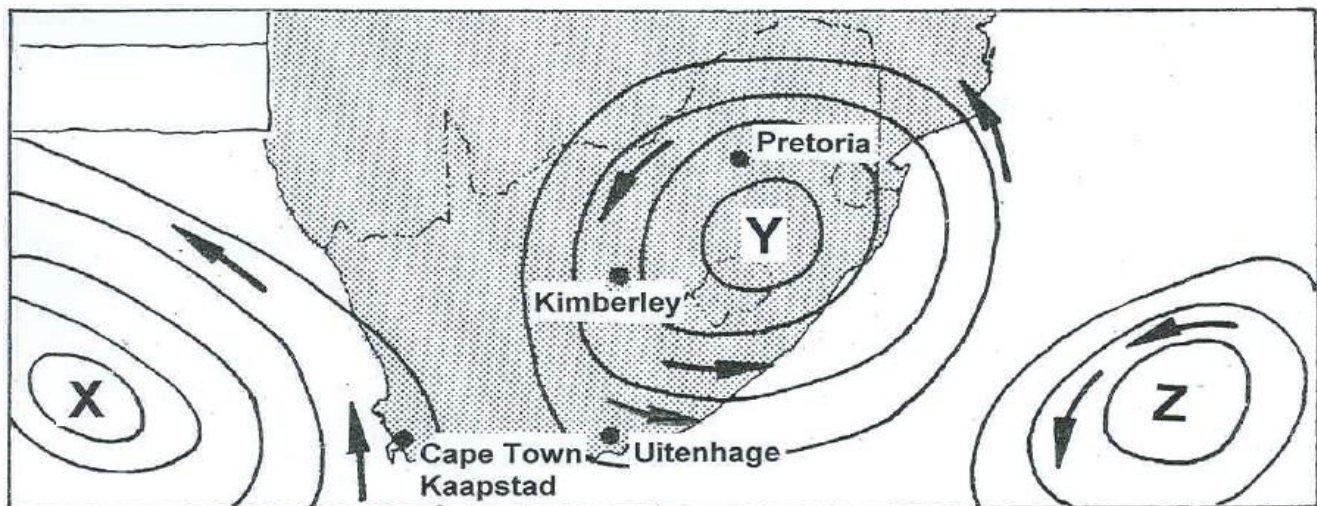 Pretoria
Y
Kimberley
X
Z
Cape Town
Kaapstad
Uitenhage